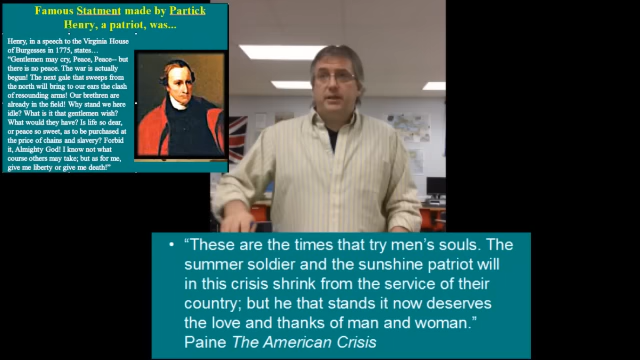 Famous Statment made by Partick
Henry, a patriot, was...
Henry, in a speech to the Virginia House
of Burgesses in 1775, states…
"Gentlemen may cry, Peace, Peace-- but
there is no peace. The war is actually
begun! The next gale that sweeps from
the north will bring to our ears the clash
of resounding arms! Our brethren are
already in the field! Why stand we here
idle? What is it that gentlemen wish?
What would they have? Is life so dear,
or peace so sweet, as to be purchased at
the price of chains and slavery? Forbid
it, Almighty God! I know not what
course others may take; but as for me,
give me liberty or give me death!"
• “These are the times that try men’s souls. The
summer soldier and the sunshine patriot will
in this crisis shrink from the service of their
country; but he that stands it now deserves
the love and thanks of man and woman.”
Paine The American Crisis